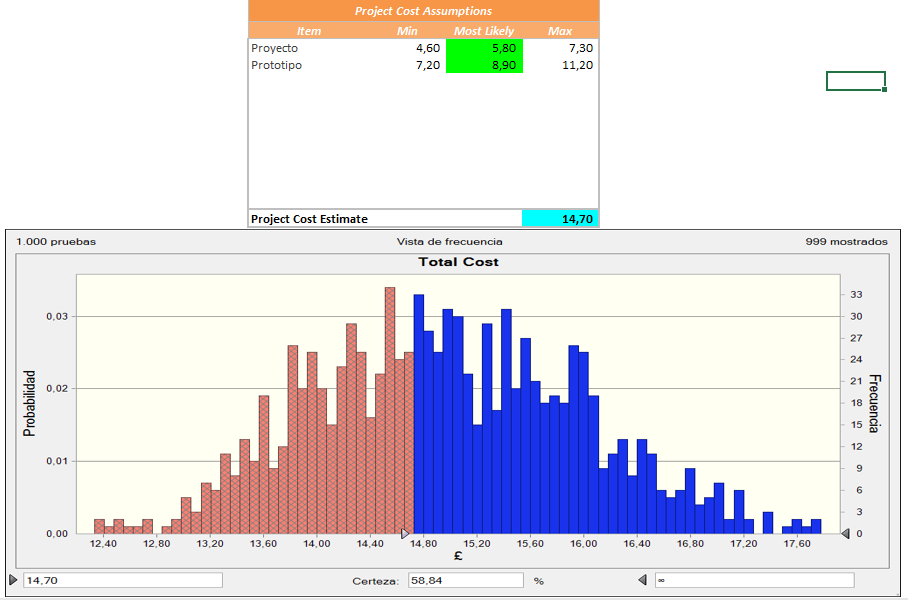 Project Cost Assumptions
Item Min Most Likely Max
Proyecto 4,60 5,80 7,30
Prototipo 7,20 8,90 11,20
Project Cost Estimate 14,70
1.000 pruebas Vista de frecuencia 999 mostrados
Total Cost
Probabilidad
0,03
0,02
0,01
0,00
33
30
27
24
21
18
15
12
9
6
3
0
Frecuencia
12,40 12,80 13,20 13,60 14,00 14,40 14,80 15,20 15,60 16,00 16,40 16,80 17,20 17,60
£
14,70 Certeza: 58,84 % ∞